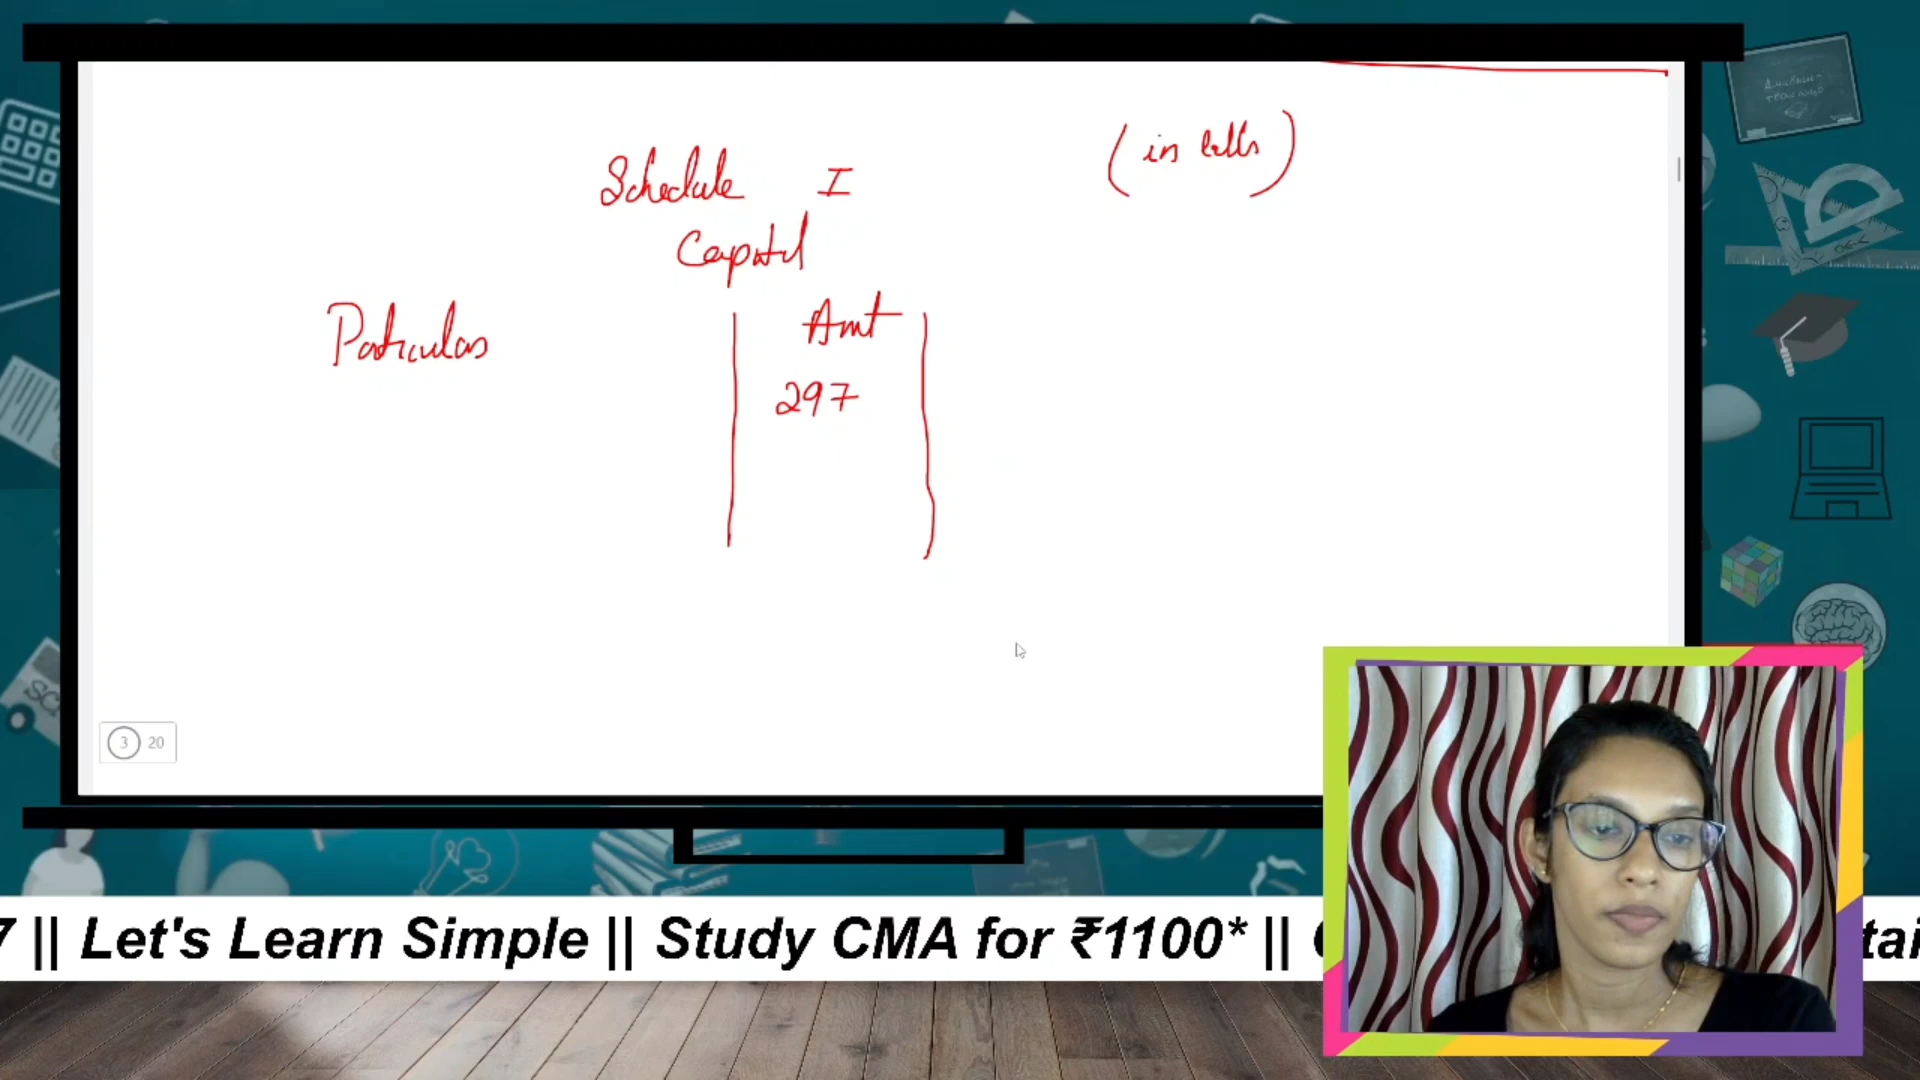 (in lakhs)
Schedule I
Capital
Particulars
Amt
297
3 20
7 || Let's Learn Simple || Study CMA for ₹1100* ||